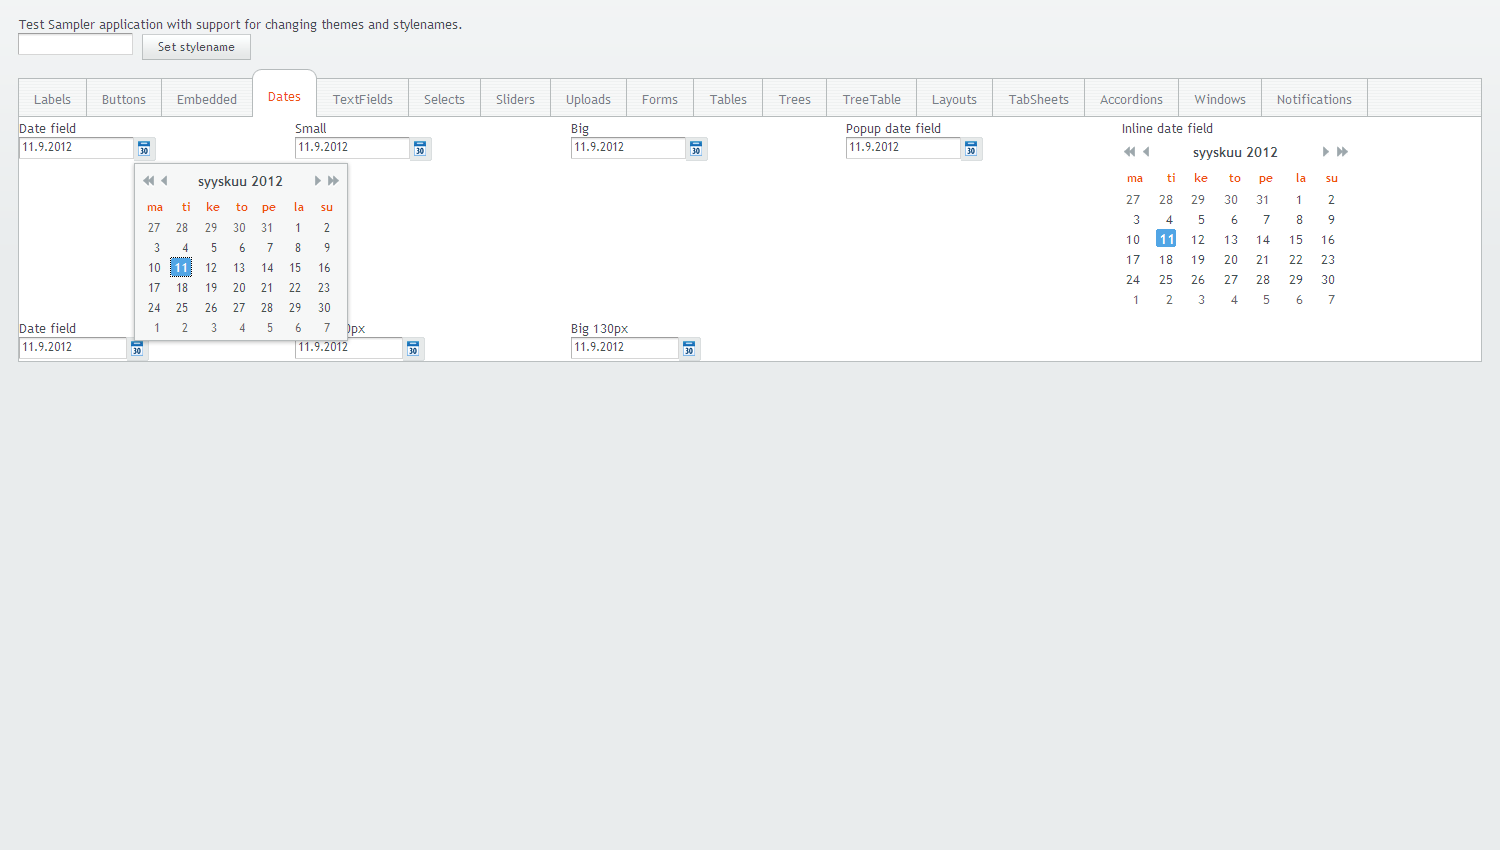 Test Sampler application with support for changing themes and stylenames.
Set stylename
Labels Buttons Embedded Dates TextFields Selects Sliders Uploads Forms Tables Trees TreeTable Layouts TabSheets Accordions Windows Notifications
Date field Small Big Popup date field Inline date field
11.9.2012 30 11.9.2012 30 11.9.2012 30 11.9.2012 30
syyskuu 2012
ma ti ke to pe la su
27 28 29 30 31 1 2
3 4 5 6 7 8 9
10 11 12 13 14 15 16
17 18 19 20 21 22 23
24 25 26 27 28 29 30
1 2 3 4 5 6 7
syyskuu 2012
ma ti ke to pe la su
27 28 29 30 31 1 2
3 4 5 6 7 8 9
10 11 12 13 14 15 16
17 18 19 20 21 22 23
24 25 26 27 28 29 30
1 2 3 4 5 6 7
Date field Big 130px
11.9.2012 30 11.9.2012 30 11.9.2012 30